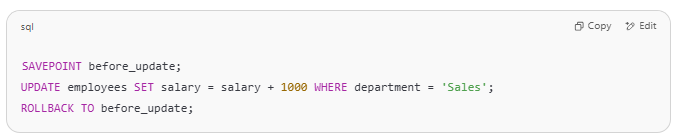 sql Copy Edit
SAVEPOINT before_update;
UPDATE employees SET salary = salary + 1000 WHERE department = 'Sales';
ROLLBACK TO before_update;